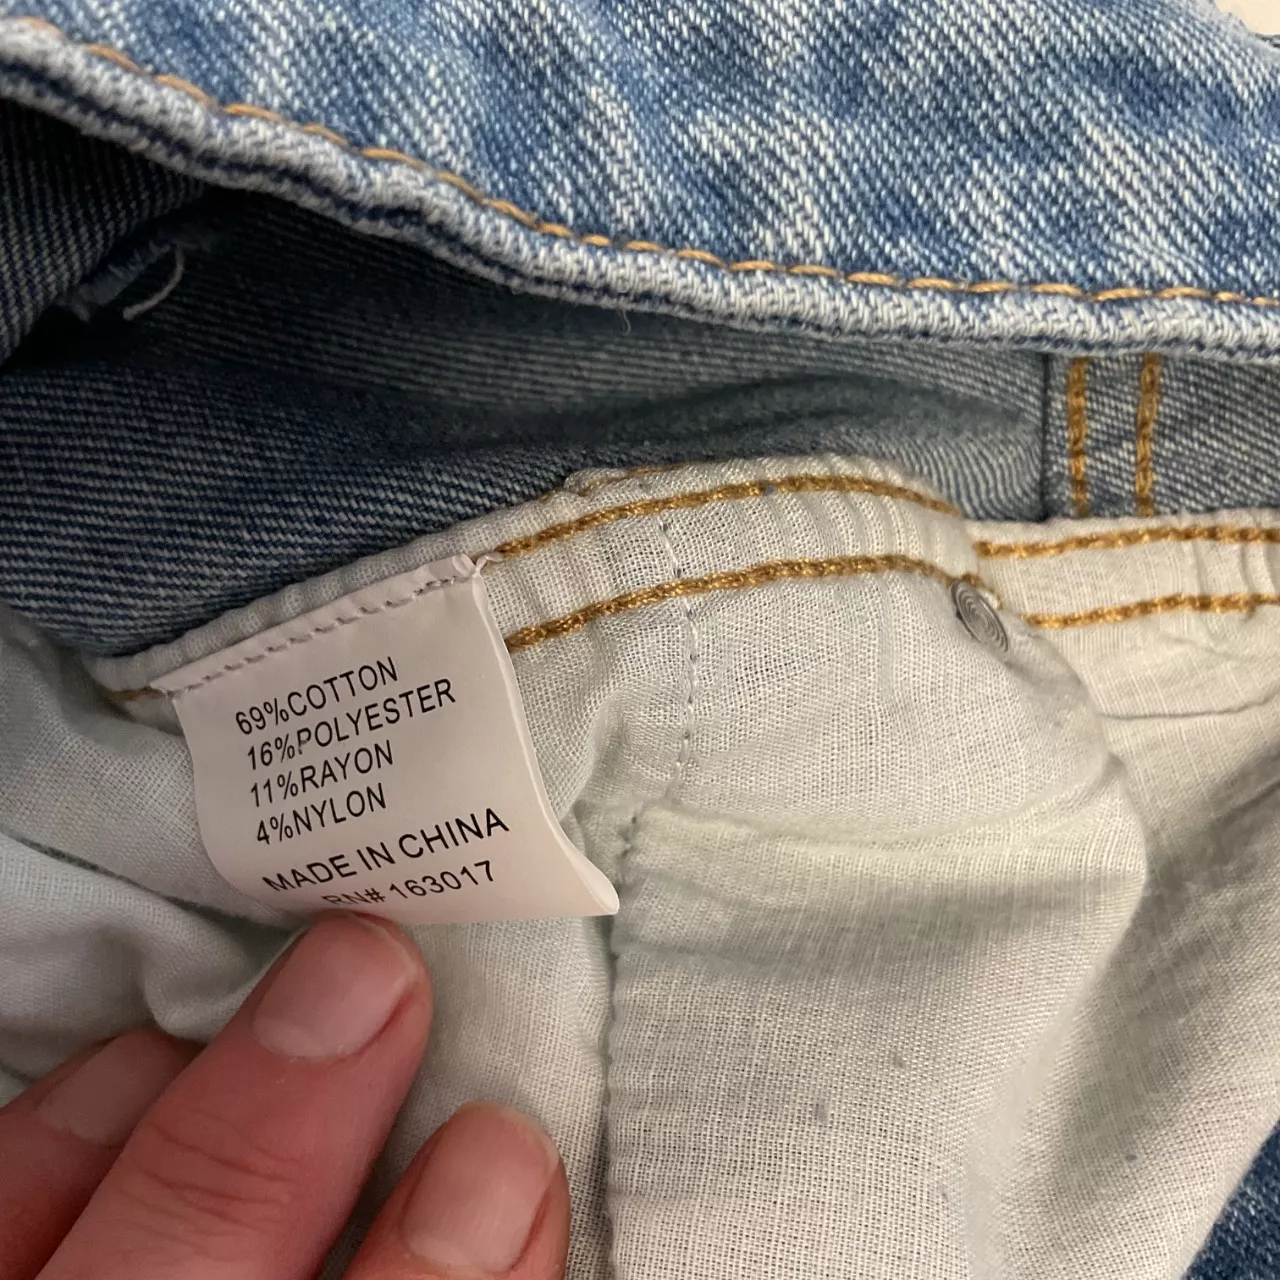 69%COTTON
16%POLYESTER
11%RAYON
4%NYLON
MADE IN CHINA
RN# 163017